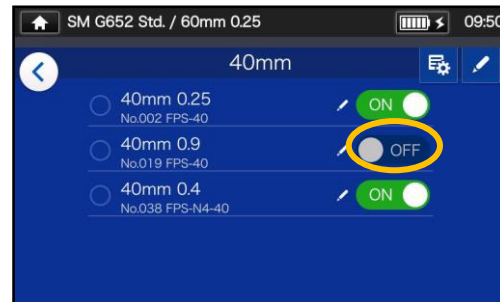 SM G652 Std. / 60mm 0.25 09:50
40mm
40mm 0.25
No.002 FPS-40
ON
40mm 0.9
No.019 FPS-40
OFF
40mm 0.4
No.038 FPS-N4-40
ON